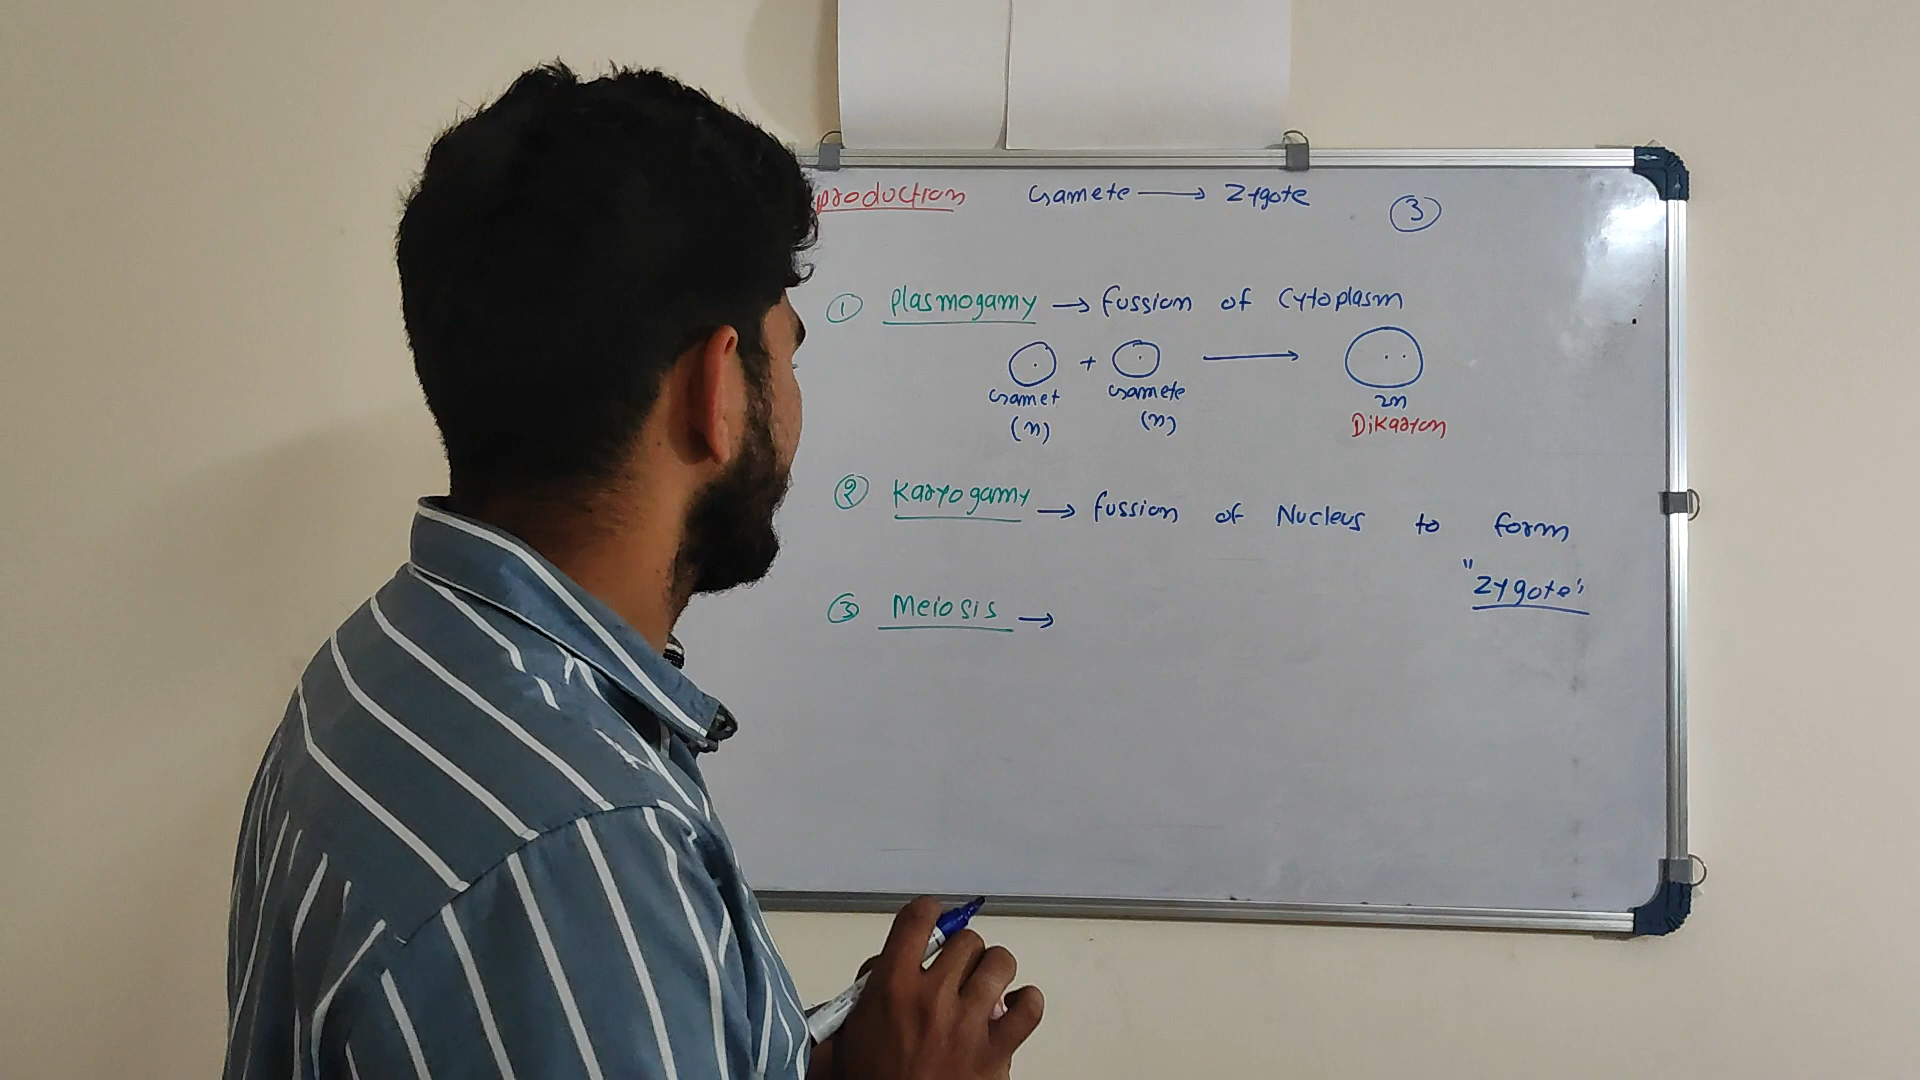 production Gamete → Zygote ③
① Plasmogamy → fussion of Cytoplasm
+ →
Gamet Gamete 2n
(n) (n) Dikaryon
② Karyogamy → fussion of Nucleus to form
"Zygote"
③ Meiosis →